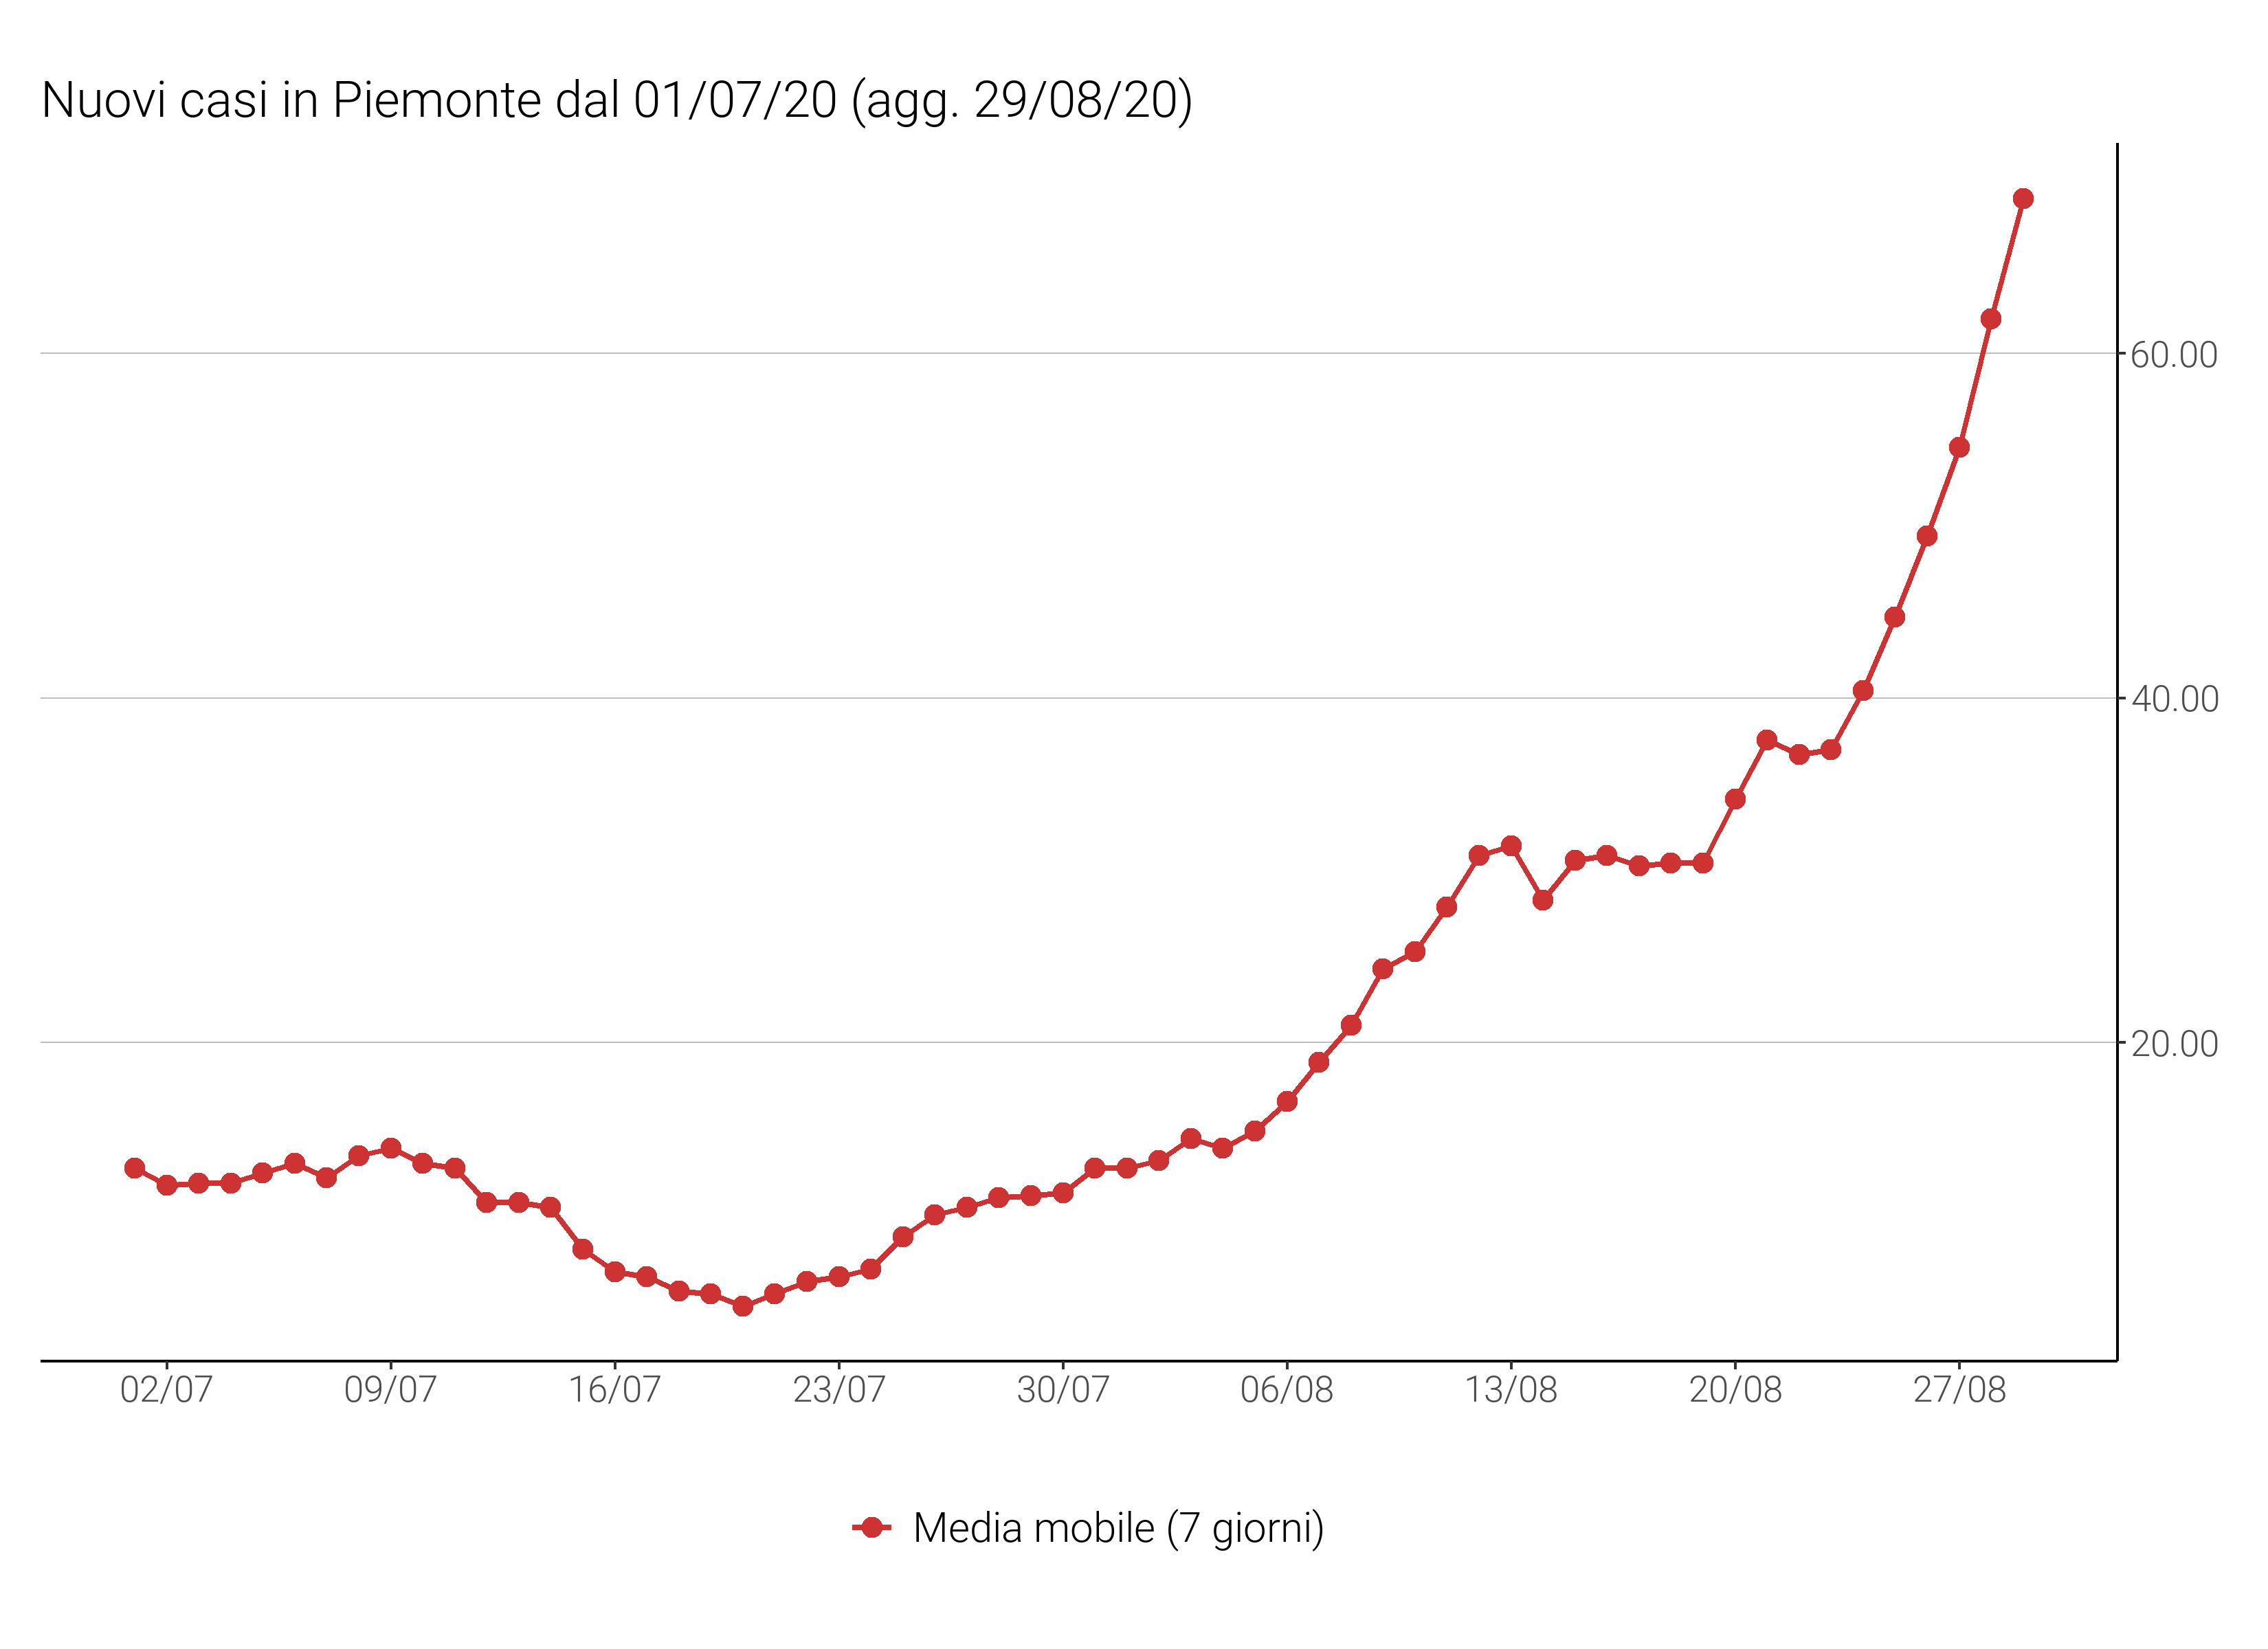 Nuovi casi in Piemonte dal 01/07/20 (agg. 29/08/20)
60.00
40.00
20.00
02/07 09/07 16/07 23/07 30/07 06/08 13/08 20/08 27/08
Media mobile (7 giorni)